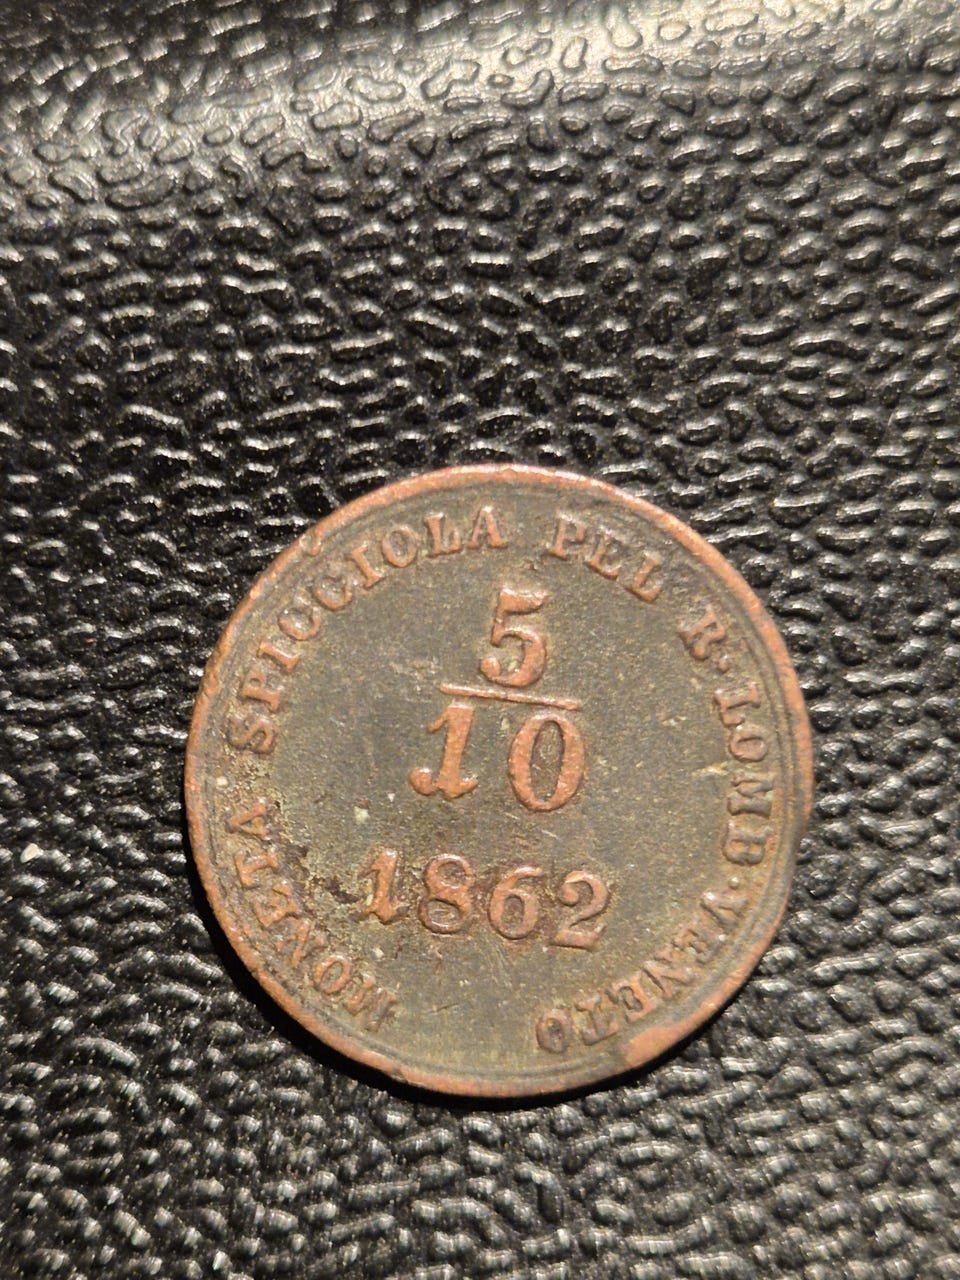 MONETA SPICCIOLA PEL R·LOMB·VENETO
5
10
1862